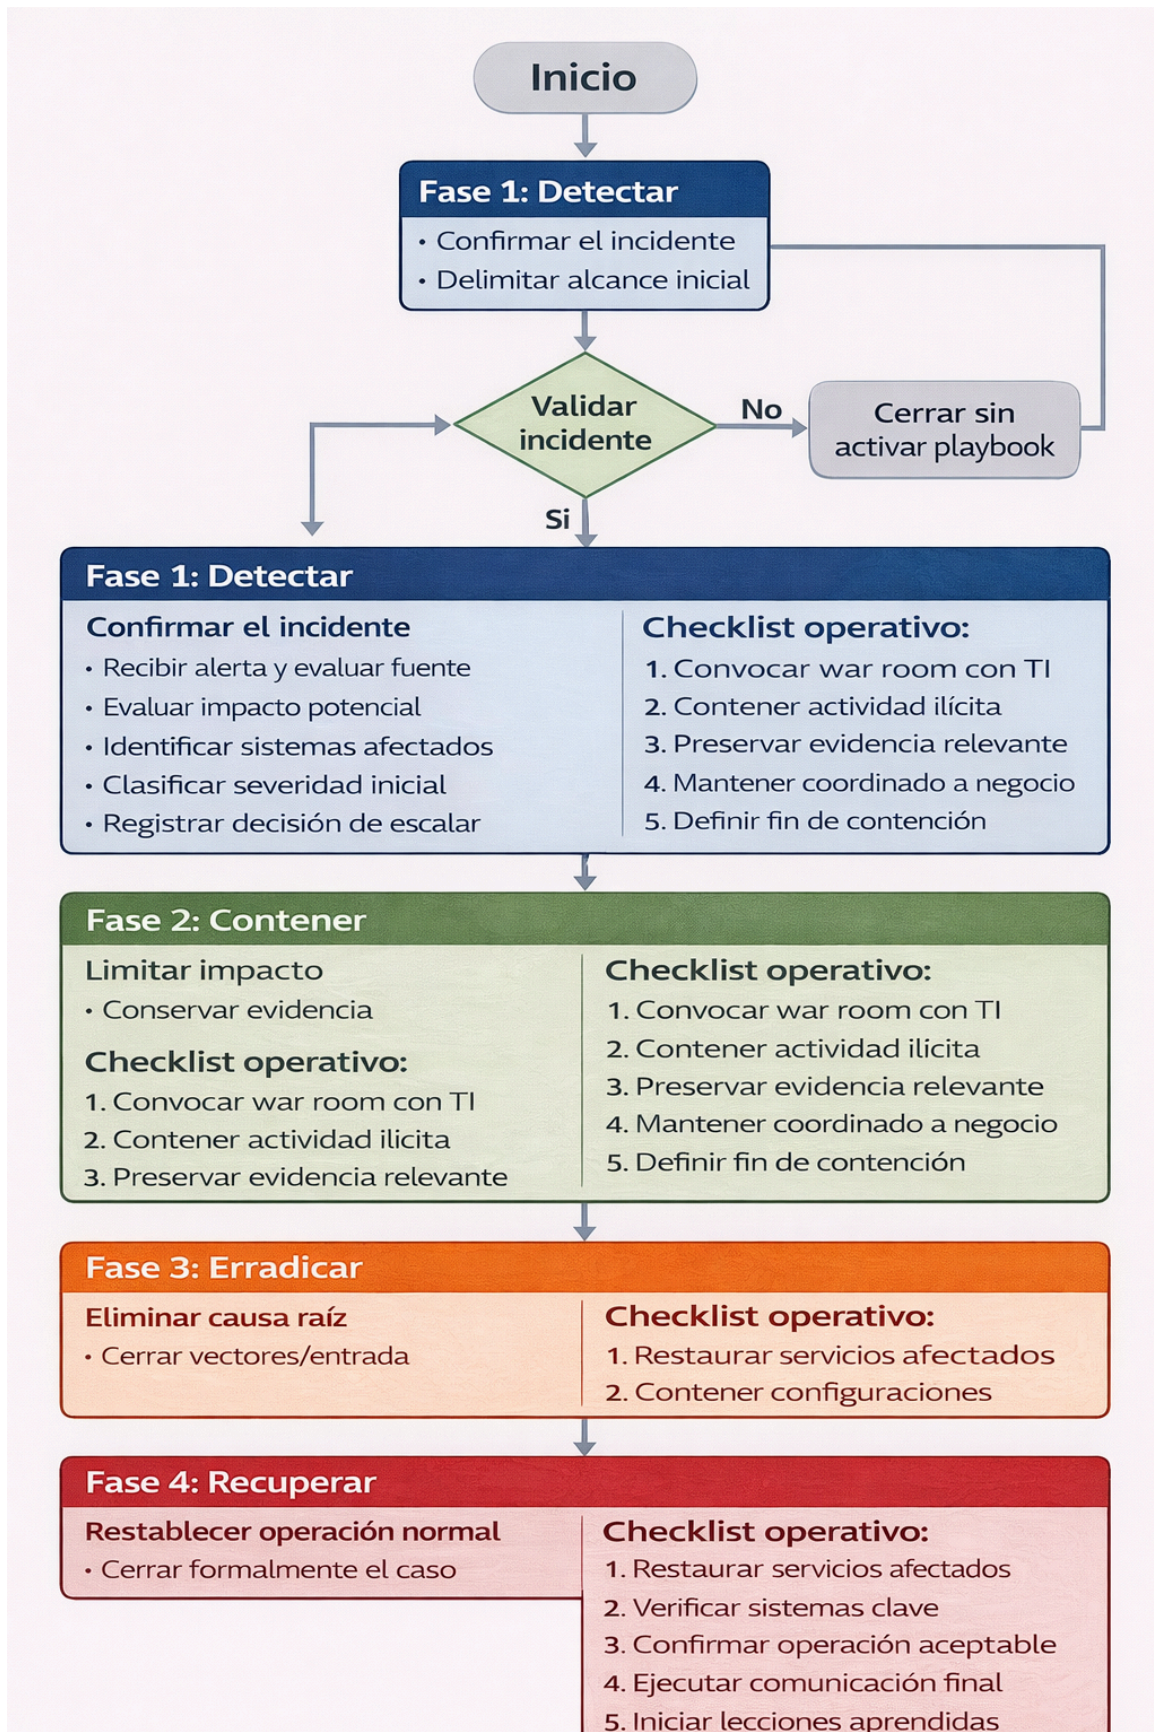 Inicio
Fase 1: Detectar
• Confirmar el incidente
• Delimitar alcance inicial
Validar
incidente
No
Cerrar sin
activar playbook
Si
Fase 1: Detectar
Confirmar el incidente
• Recibir alerta y evaluar fuente
• Evaluar impacto potencial
• Identificar sistemas afectados
• Clasificar severidad inicial
• Registrar decisión de escalar
Checklist operativo:
1. Convocar war room con TI
2. Contener actividad ilícita
3. Preservar evidencia relevante
4. Mantener coordinado a negocio
5. Definir fin de contención
Fase 2: Contener
Limitar impacto
• Conservar evidencia
Checklist operativo:
1. Convocar war room con TI
2. Contener actividad ilicita
3. Preservar evidencia relevante
Checklist operativo:
1. Convocar war room con TI
2. Contener actividad ilícita
3. Preservar evidencia relevante
4. Mantener coordinado a negocio
5. Definir fin de contención
Fase 3: Erradicar
Eliminar causa raíz
• Cerrar vectores/entrada
Checklist operativo:
1. Restaurar servicios afectados
2. Contener configuraciones
Fase 4: Recuperar
Restablecer operación normal
• Cerrar formalmente el caso
Checklist operativo:
1. Restaurar servicios afectados
2. Verificar sistemas clave
3. Confirmar operación aceptable
4. Ejecutar comunicación final
5. Iniciar lecciones aprendidas